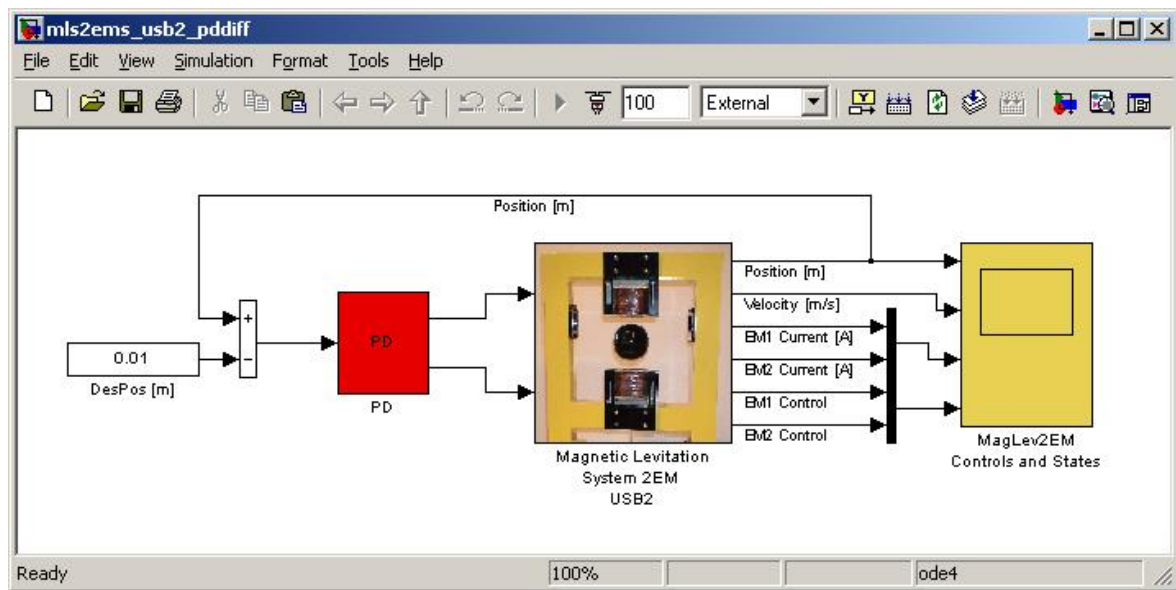 mls2ems_usb2_pddiff
File Edit View Simulation Format Tools Help
100 External
Position [m]
Position [m]
Velocity [m/s]
EM1 Current [A]
EM2 Current [A]
EM1 Control
EM2 Control
+
−
0.01
DesPos [m]
PD
PD
Magnetic Levitation
System 2EM
USB2
MagLev2EM
Controls and States
Ready 100% ode4